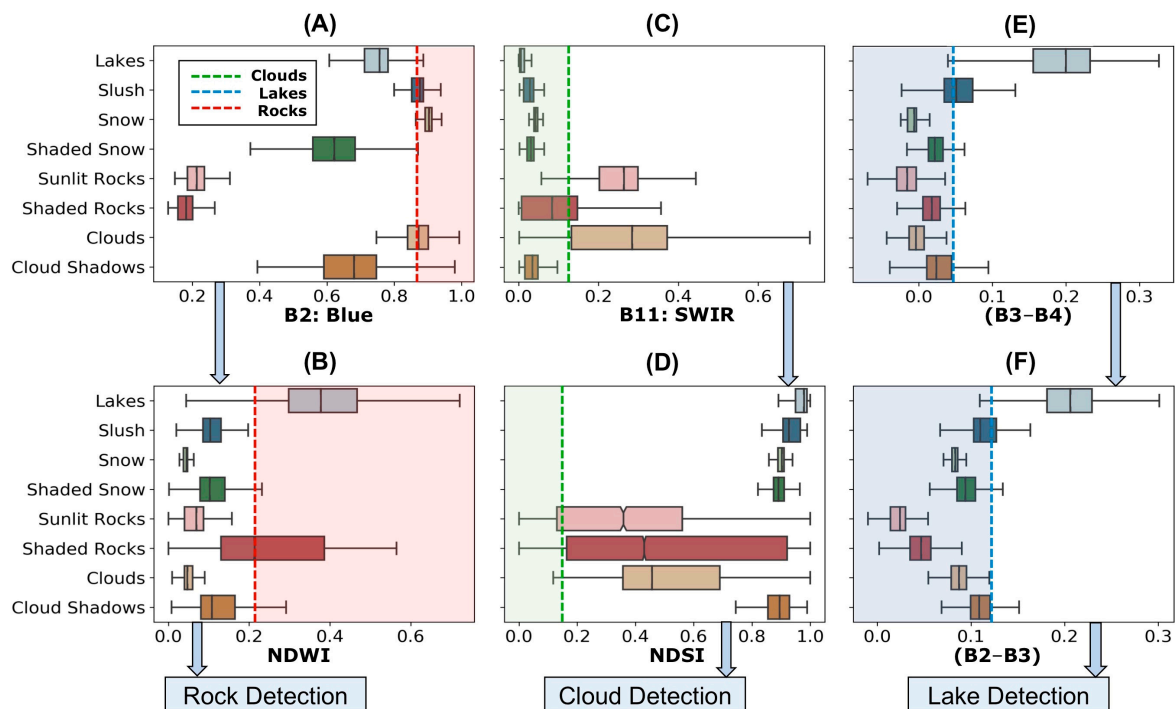 (A)
(C)
(E)
Lakes
Slush
Snow
Shaded Snow
Sunlit Rocks
Shaded Rocks
Clouds
Cloud Shadows
Clouds
Lakes
Rocks
0.2 0.4 0.6 0.8 1.0
B2: Blue
0.0 0.2 0.4 0.6
B11: SWIR
0.0 0.1 0.2 0.3
(B3–B4)
(B)
(D)
(F)
Lakes
Slush
Snow
Shaded Snow
Sunlit Rocks
Shaded Rocks
Clouds
Cloud Shadows
0.0 0.2 0.4 0.6
NDWI
0.0 0.2 0.4 0.6 0.8 1.0
NDSI
0.0 0.1 0.2 0.3
(B2–B3)
Rock Detection
Cloud Detection
Lake Detection